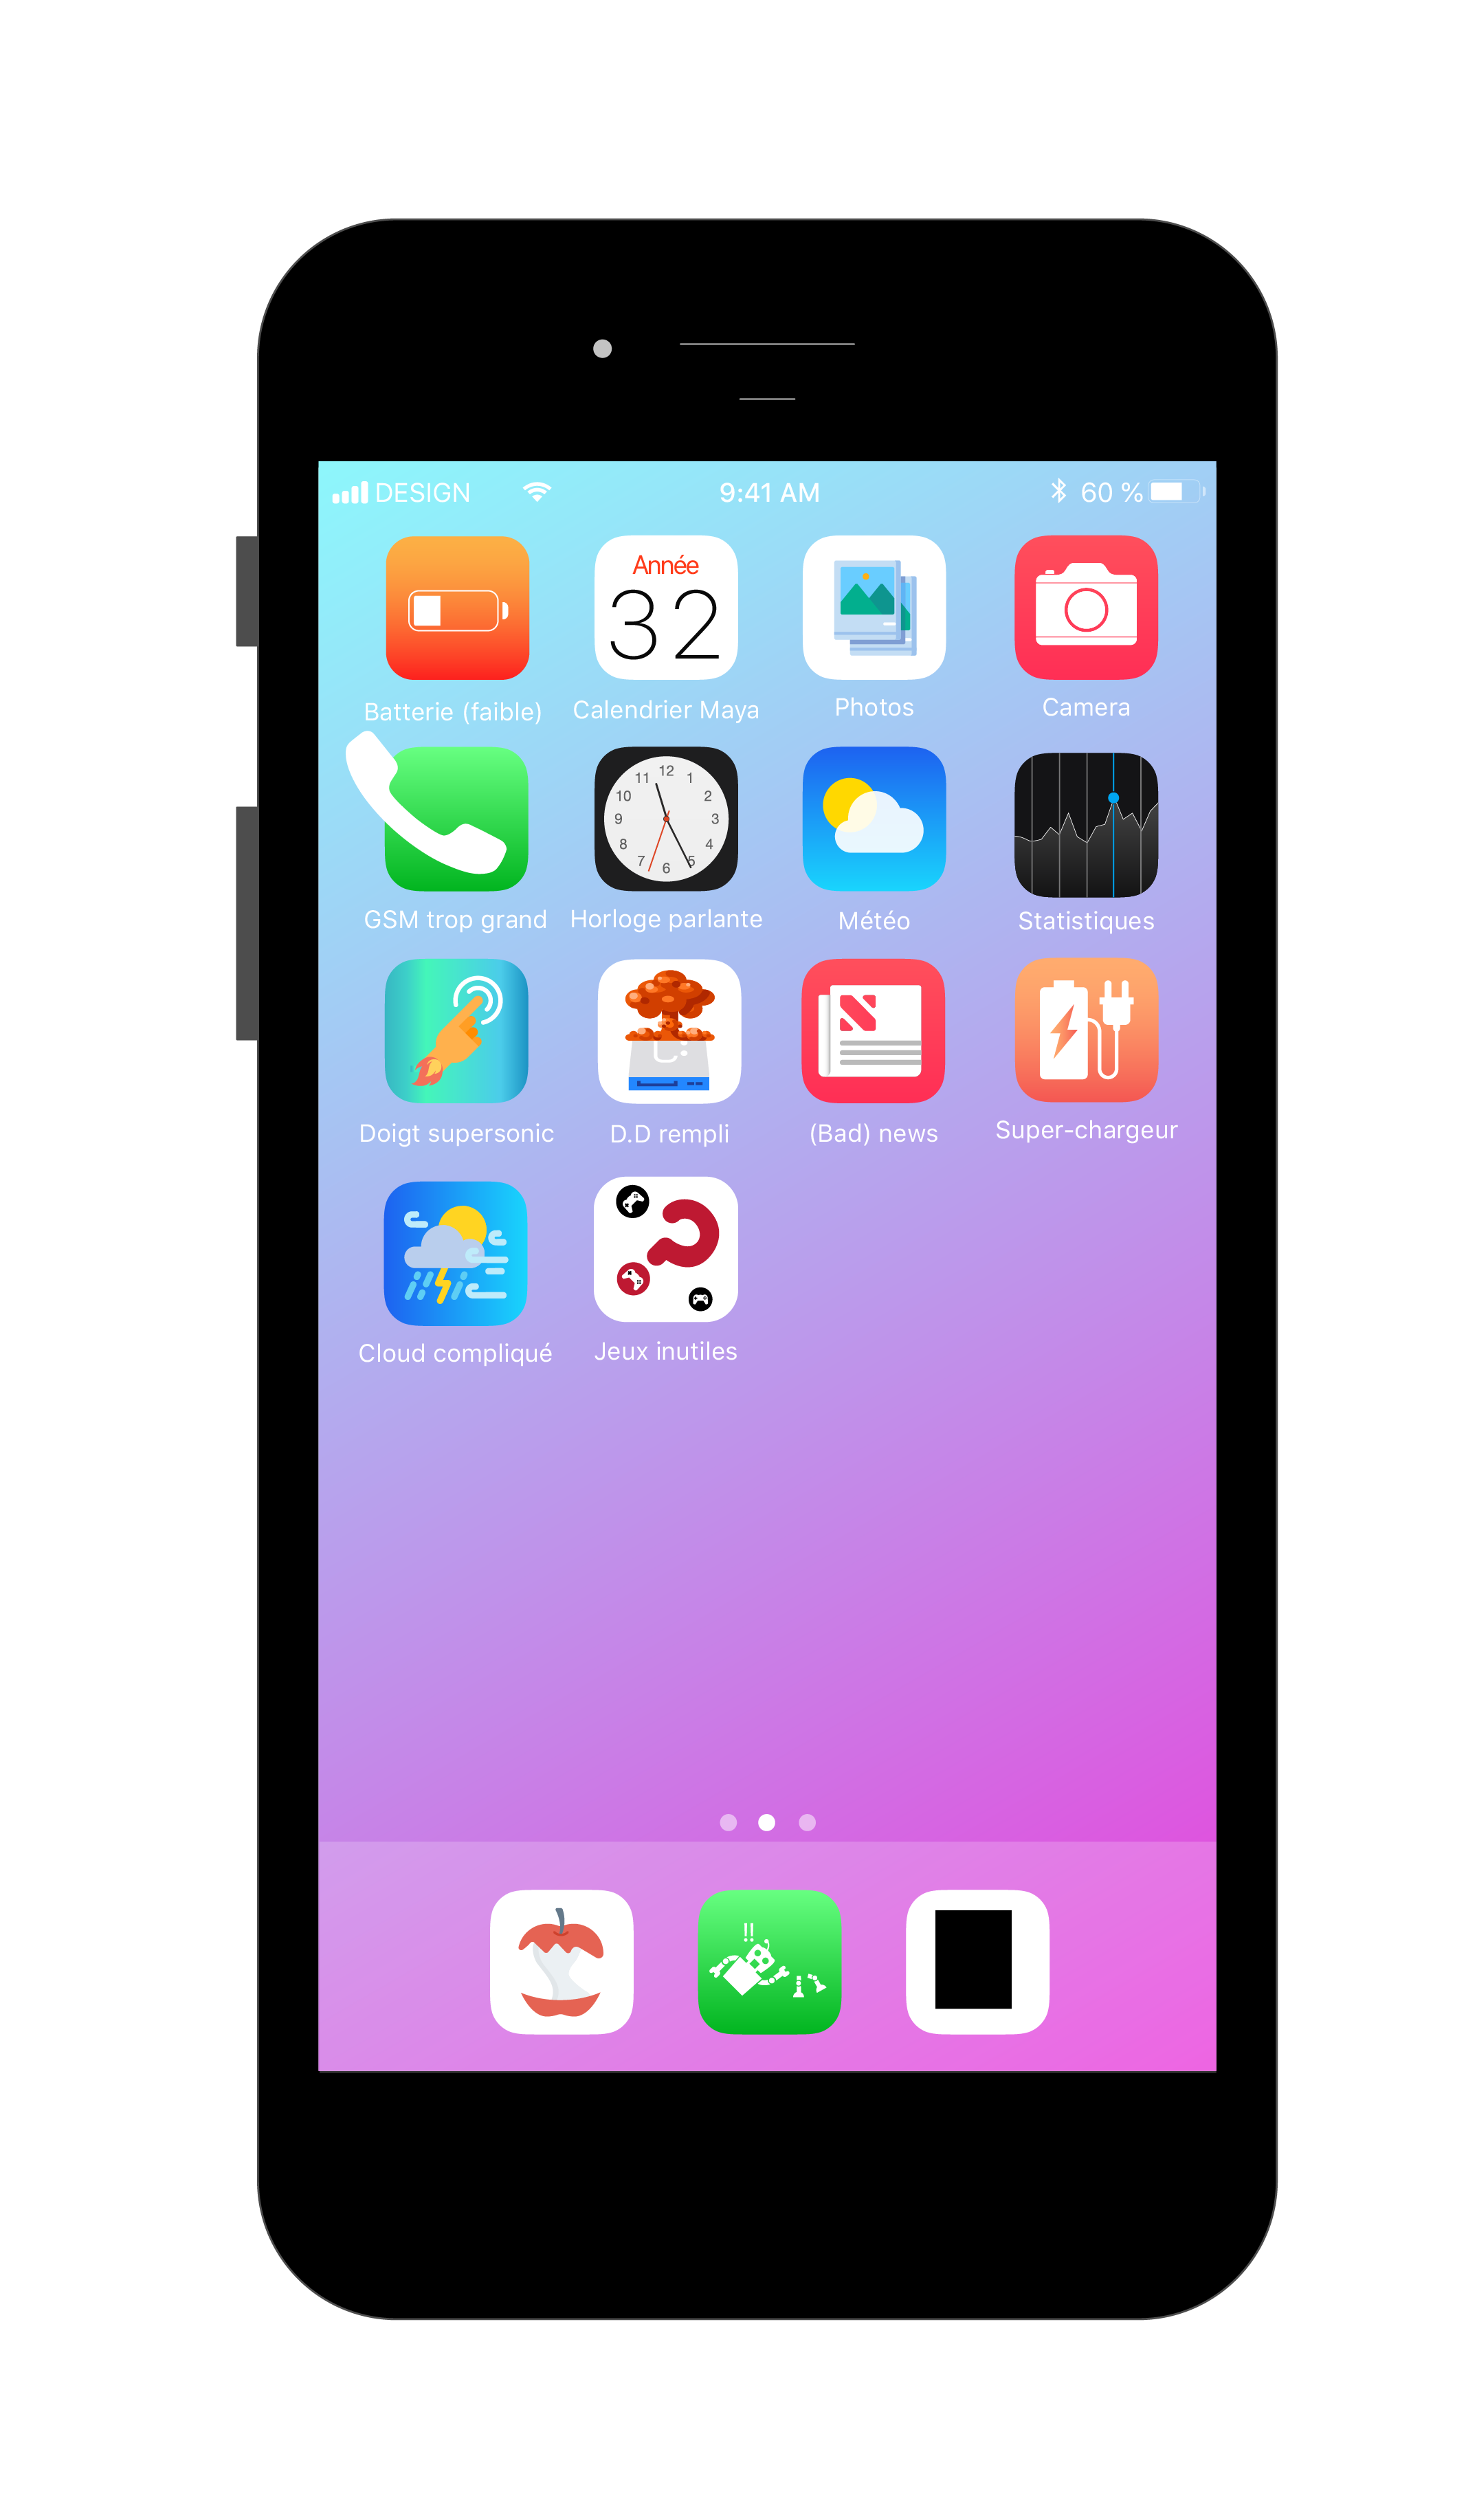 DESIGN 9:41 AM 60 %
Année
32
Batterie (faible) Calendrier Maya Photos Camera
12
11 1
10 2
9 3
8 4
7 5
6
GSM trop grand Horloge parlante Météo Statistiques
Doigt supersonic D.D rempli (Bad) news Super-chargeur
Cloud compliqué Jeux inutiles
!!